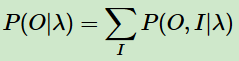 P(O|λ) = ∑_I P(O, I|λ)